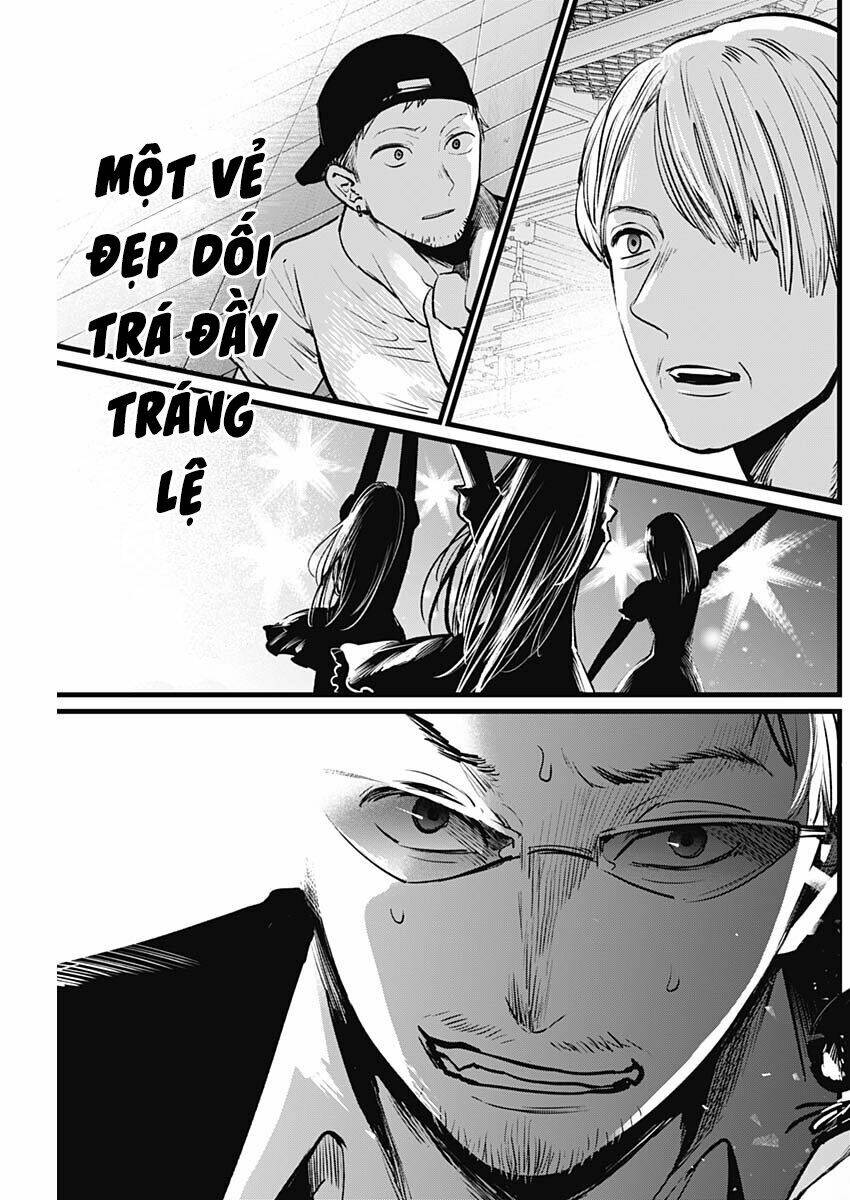 MỘT VẺ
ĐẸP DỐI
TRÁ ĐẦY
TRÁNG
LỆ